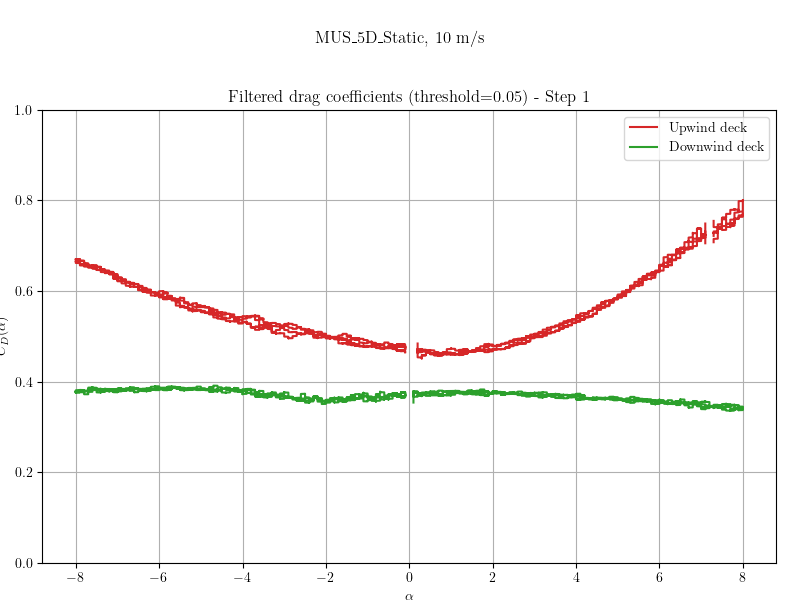 MUS_5D_Static, 10 m/s
Filtered drag coefficients (threshold=0.05) - Step 1
Upwind deck
Downwind deck
1.0
0.8
0.6
0.4
0.2
0.0
−8 −6 −4 −2 0 2 4 6 8
α